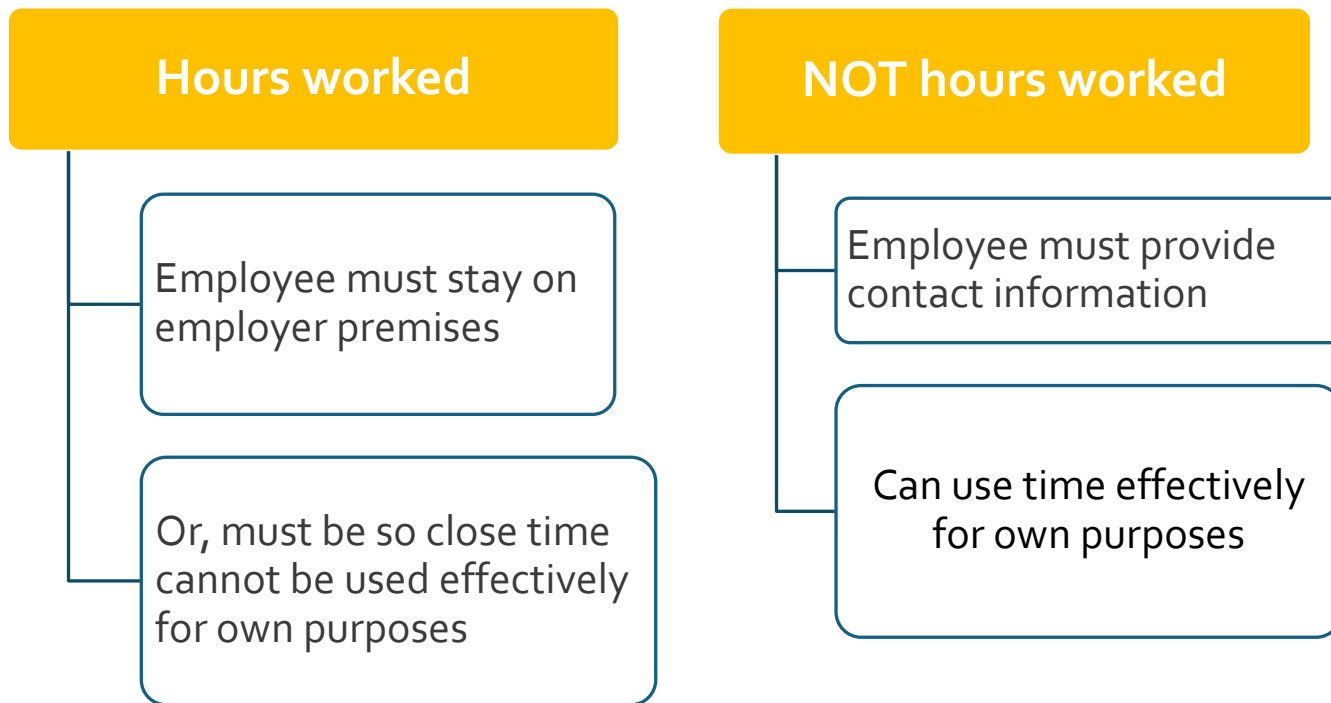 Hours worked
Employee must stay on
employer premises
Or, must be so close time
cannot be used effectively
for own purposes
NOT hours worked
Employee must provide
contact information
Can use time effectively
for own purposes